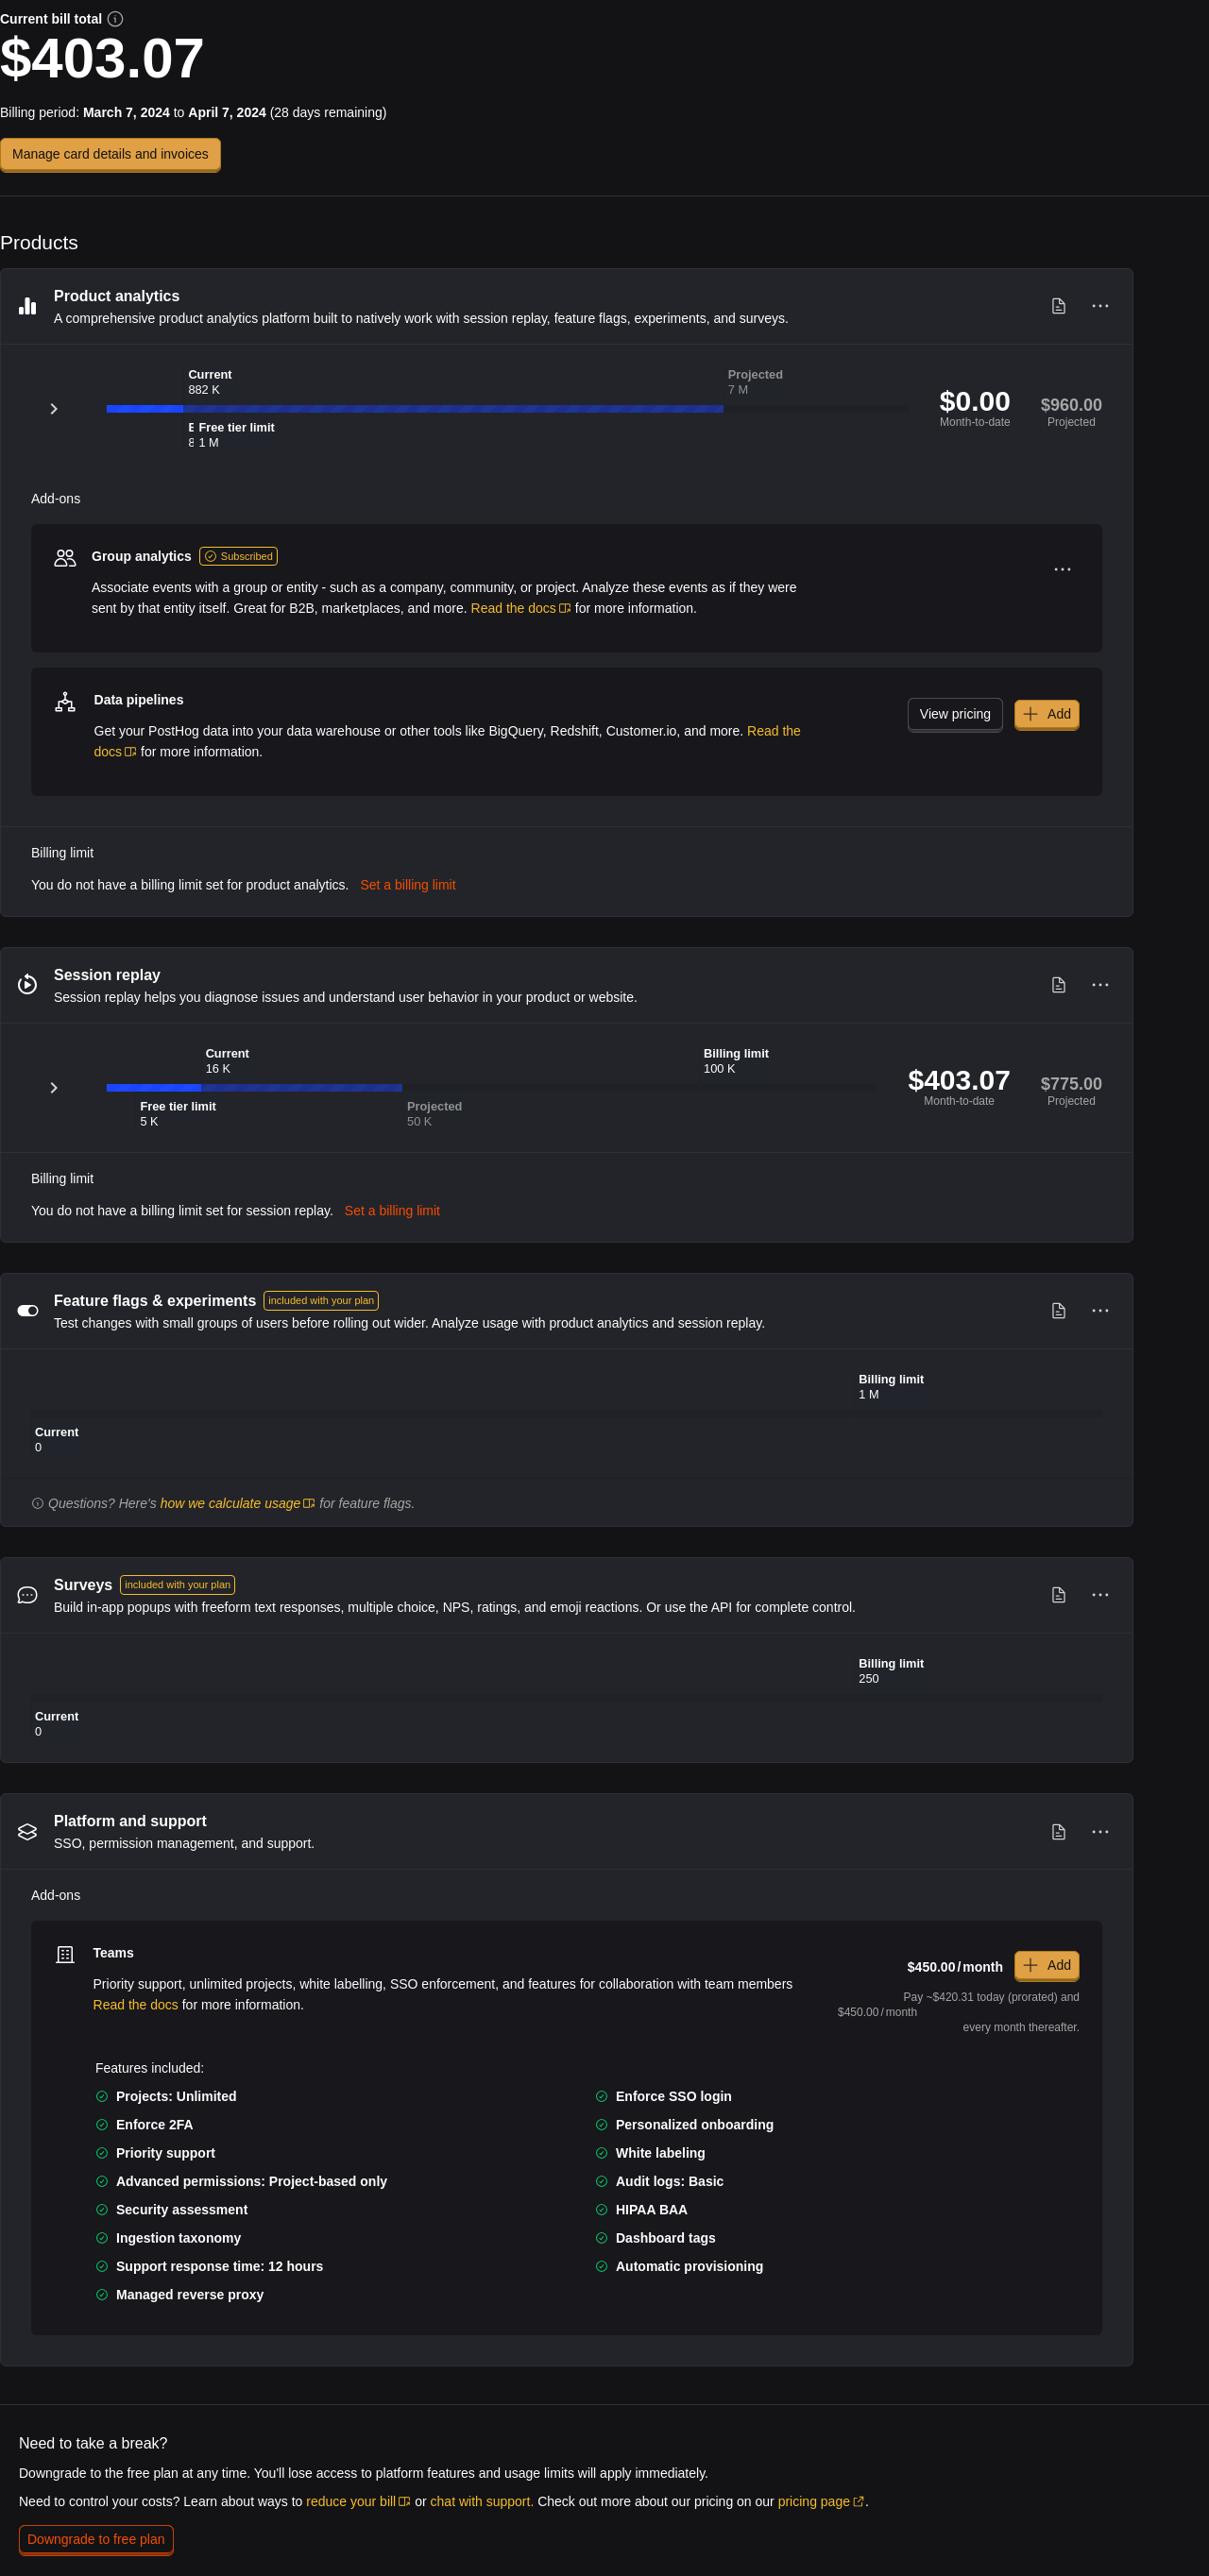 Current bill total
$403.07
Billing period: March 7, 2024 to April 7, 2024 (28 days remaining)
Manage card details and invoices
Products
Product analytics
A comprehensive product analytics platform built to natively work with session replay, feature flags, experiments, and surveys.
Current
882 K
Projected
7 M
$0.00
Month-to-date
$960.00
Projected
Free tier limit
1 M
Add-ons
Group analytics Subscribed
Associate events with a group or entity - such as a company, community, or project. Analyze these events as if they were
sent by that entity itself. Great for B2B, marketplaces, and more. Read the docs for more information.
Data pipelines
Get your PostHog data into your data warehouse or other tools like BigQuery, Redshift, Customer.io, and more. Read the
docs for more information.
View pricing
Add
Billing limit
You do not have a billing limit set for product analytics. Set a billing limit
Session replay
Session replay helps you diagnose issues and understand user behavior in your product or website.
Current
16 K
Billing limit
100 K
$403.07
Month-to-date
$775.00
Projected
Free tier limit
5 K
Projected
50 K
Billing limit
You do not have a billing limit set for session replay. Set a billing limit
Feature flags & experiments included with your plan
Test changes with small groups of users before rolling out wider. Analyze usage with product analytics and session replay.
Billing limit
1 M
Current
0
Questions? Here's how we calculate usage for feature flags.
Surveys included with your plan
Build in-app popups with freeform text responses, multiple choice, NPS, ratings, and emoji reactions. Or use the API for complete control.
Billing limit
250
Current
0
Platform and support
SSO, permission management, and support.
Add-ons
Teams
Priority support, unlimited projects, white labelling, SSO enforcement, and features for collaboration with team members
Read the docs for more information.
$450.00/month
Add
Pay ~$420.31 today (prorated) and
$450.00/month
every month thereafter.
Features included:
Projects: Unlimited
Enforce 2FA
Priority support
Advanced permissions: Project-based only
Security assessment
Ingestion taxonomy
Support response time: 12 hours
Managed reverse proxy
Enforce SSO login
Personalized onboarding
White labeling
Audit logs: Basic
HIPAA BAA
Dashboard tags
Automatic provisioning
Need to take a break?
Downgrade to the free plan at any time. You'll lose access to platform features and usage limits will apply immediately.
Need to control your costs? Learn about ways to reduce your bill or chat with support. Check out more about our pricing on our pricing page.
Downgrade to free plan